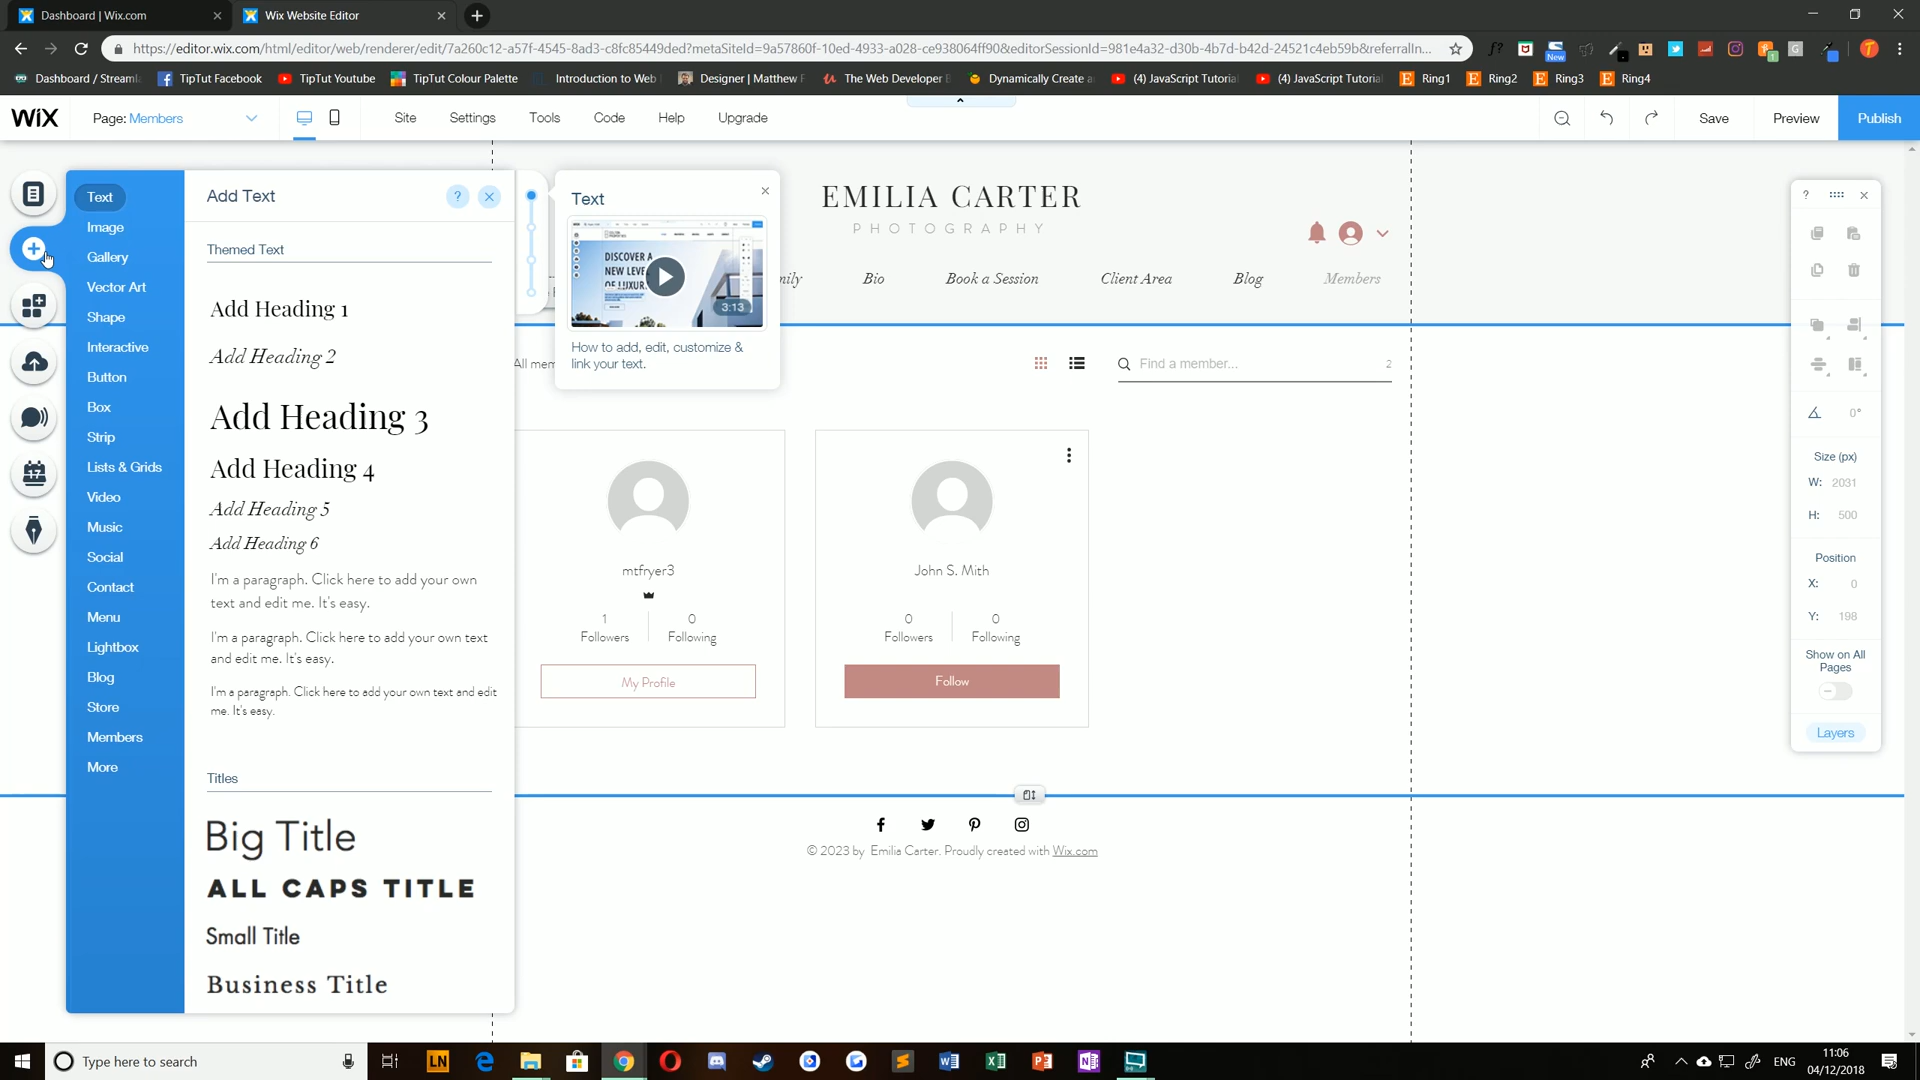 Dashboard | Wix.com
Wix Website Editor
https://editor.wix.com/html/editor/web/renderer/edit/7a260c12-a57f-4545-8ad3-c8fc85449ded?metaSiteId=9a57860f-10ed-4933-a028-ce938064ff90&editorSessionId=981e4a32-d30b-4b7d-b42d-24521c4eb59b&referralIn...
Dashboard / Streamla
TipTut Facebook
TipTut Youtube
TipTut Colour Palette
Introduction to Web
Designer | Matthew F
The Web Developer B
Dynamically Create a
(4) JavaScript Tutoria
(4) JavaScript Tutoria
Ring1
Ring2
Ring3
Ring4
New
WiX
Page: Members
Site
Settings
Tools
Code
Help
Upgrade
Save
Preview
Publish
Text
Image
Gallery
Vector Art
Shape
Interactive
Button
Box
Strip
Lists & Grids
Video
Music
Social
Contact
Menu
Lightbox
Blog
Store
Members
More
17
Add Text
?
Themed Text
Add Heading 1
Add Heading 2
Add Heading 3
Add Heading 4
Add Heading 5
Add Heading 6
I'm a paragraph. Click here to add your own
text and edit me. It's easy.
I'm a paragraph. Click here to add your own text
and edit me. It's easy.
I'm a paragraph. Click here to add your own text and edit
me. It's easy.
Titles
Big Title
ALL CAPS TITLE
Small Title
Business Title
Text
DISCOVER A
NEW LEVEL
OF LUXURY
3:13
How to add, edit, customize &
link your text.
EMILIA CARTER
PHOTOGRAPHY
mily
Bio
Book a Session
Client Area
Blog
Members
All mem
Find a member...
2
mtfryer3
1
Followers
0
Following
My Profile
John S. Mith
0
Followers
0
Following
Follow
© 2023 by Emilia Carter. Proudly created with Wix.com
?
0°
Size (px)
W: 2031
H: 500
Position
X: 0
Y: 198
Show on All
Pages
Layers
Type here to search
LN
ENG
11:06
04/12/2018